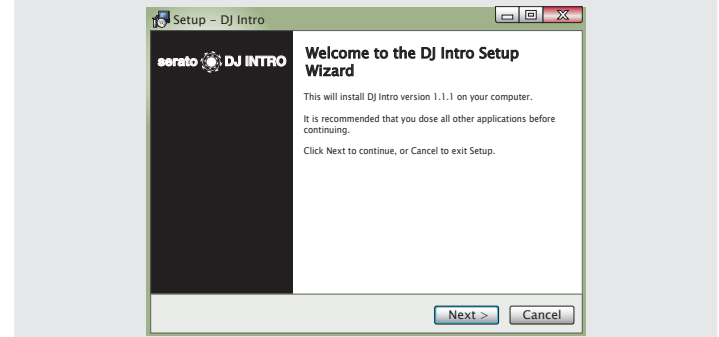 Setup – DJ Intro
serato DJ INTRO
Welcome to the DJ Intro Setup
Wizard
This will install DJ Intro version 1.1.1 on your computer.
It is recommended that you dose all other applications before
continuing.
Click Next to continue, or Cancel to exit Setup.
Next >
Cancel